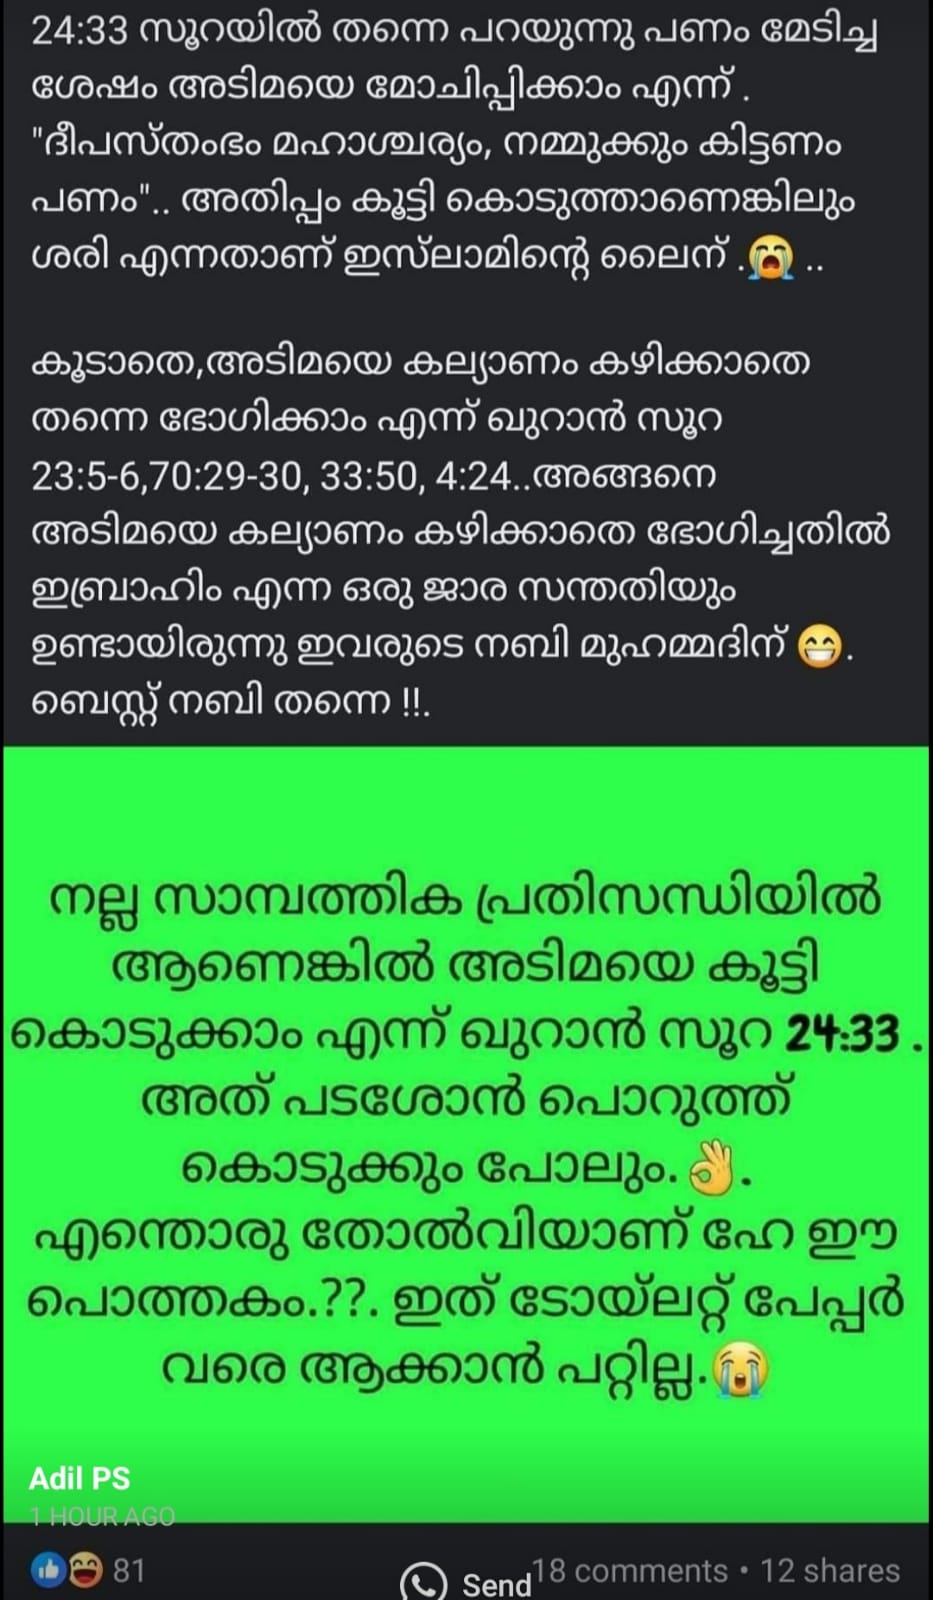 24:33 സൂറയിൽ തന്നെ പറയുന്നു പണം മേടിച്ച
ശേഷം അടിമയെ മോചിപ്പിക്കാം എന്ന് .
"ദീപസ്തംഭം മഹാശ്ചര്യം, നമ്മുക്കും കിട്ടണം
പണം".. അതിപ്പം കൂട്ടി കൊടുത്താണെങ്കിലും
ശരി എന്നതാണ് ഇസ്ലാമിന്റെ ലൈന് .😭 ..
കൂടാതെ,അടിമയെ കല്യാണം കഴിക്കാതെ
തന്നെ ഭോഗിക്കാം എന്ന് ഖുറാൻ സൂറ
23:5-6,70:29-30, 33:50, 4:24..അങ്ങനെ
അടിമയെ കല്യാണം കഴിക്കാതെ ഭോഗിച്ചതിൽ
ഇബ്രാഹിം എന്ന ഒരു ജാര സന്തതിയും
ഉണ്ടായിരുന്നു ഇവരുടെ നബി മുഹമ്മദിന് 😁.
ബെസ്റ്റ് നബി തന്നെ !!.
നല്ല സാമ്പത്തിക പ്രതിസന്ധിയിൽ
ആണെങ്കിൽ അടിമയെ കൂട്ടി
കൊടുക്കാം എന്ന് ഖുറാൻ സൂറ 24:33 .
അത് പടശോൻ പൊറുത്ത്
കൊടുക്കും പോലും.👌.
എന്തൊരു തോൽവിയാണ് ഹേ ഈ
പൊത്തകം.??. ഇത് ടോയ്ലറ്റ് പേപ്പർ
വരെ ആക്കാൻ പറ്റില്ല.😭
Adil PS
1 HOUR AGO
81
18 comments • 12 shares
Send